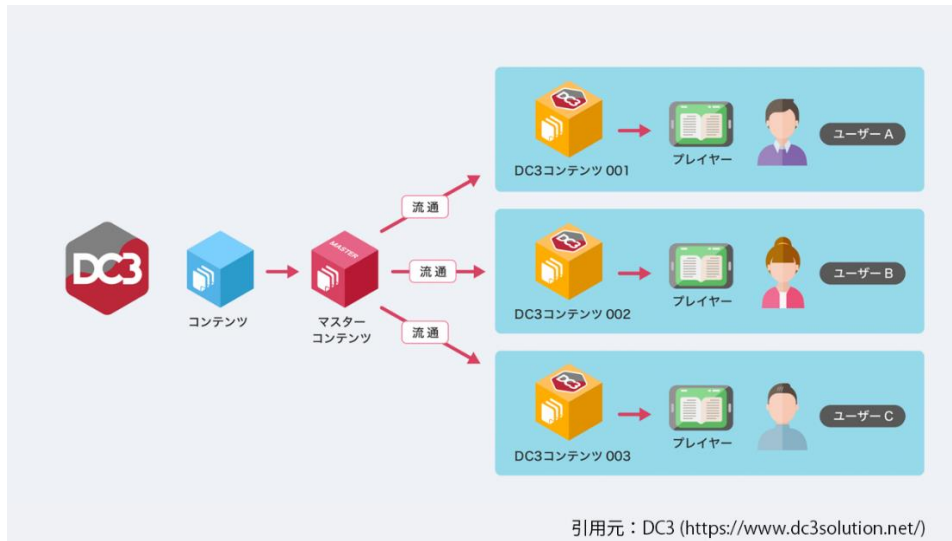 DC3
コンテンツ
MASTER
マスター
コンテンツ
流通
流通
流通
DC3
DC3コンテンツ 001
プレイヤー
ユーザー A
DC3
DC3コンテンツ 002
プレイヤー
ユーザー B
DC3
DC3コンテンツ 003
プレイヤー
ユーザー C
引用元：DC3 (https://www.dc3solution.net/)